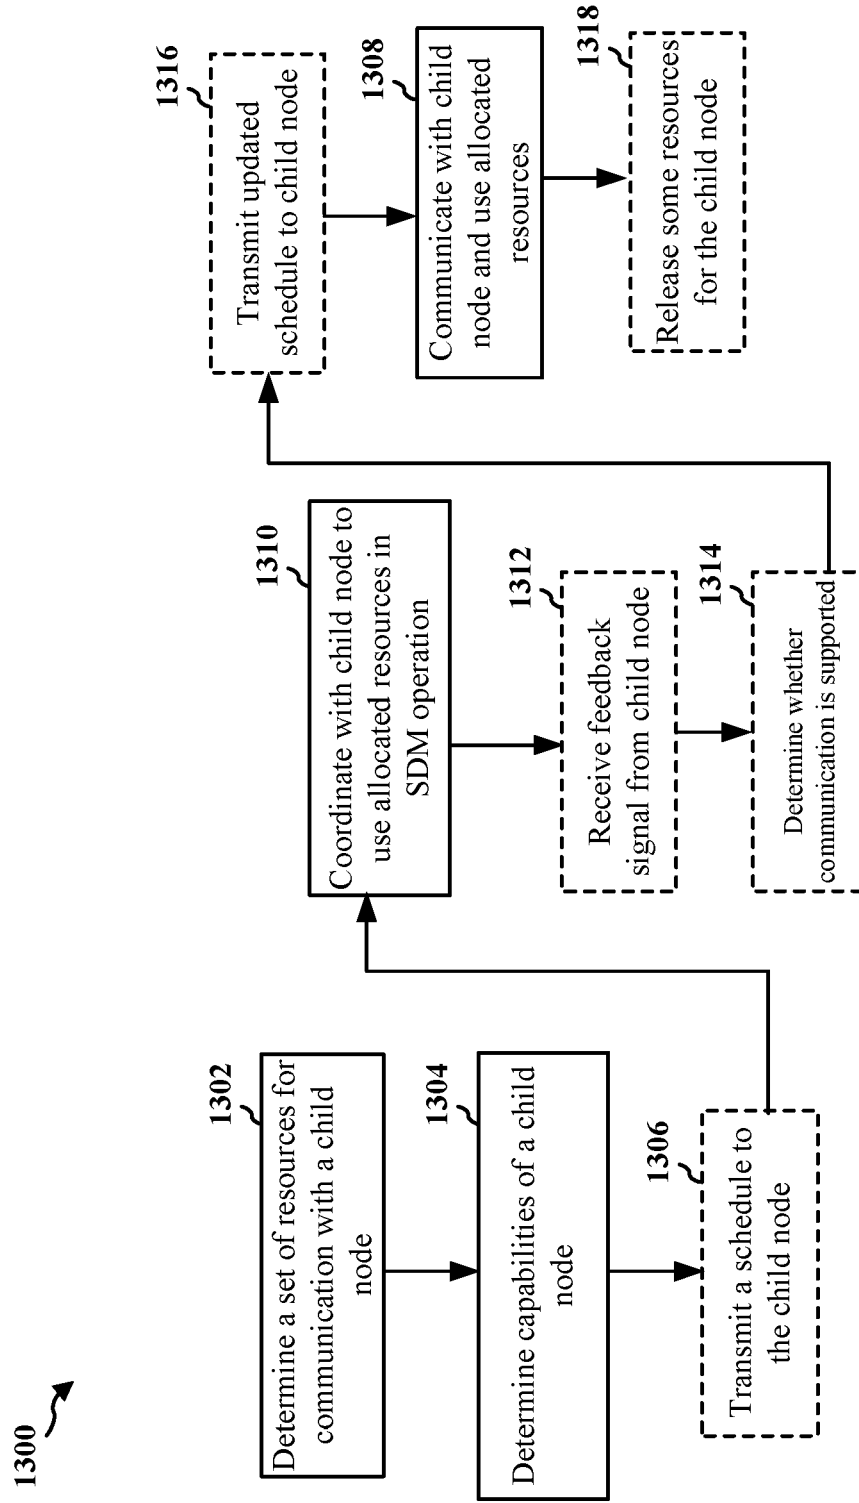 1300
1302
Determine a set of resources for
communication with a child
node
1304
Determine capabilities of a child
node
1306
Transmit a schedule to
the child node
1310
Coordinate with child node to
use allocated resources in
SDM operation
1312
Receive feedback
signal from child node
1314
Determine whether
communication is supported
1316
Transmit updated
schedule to child node
1308
Communicate with child
node and use allocated
resources
1318
Release some resources
for the child node